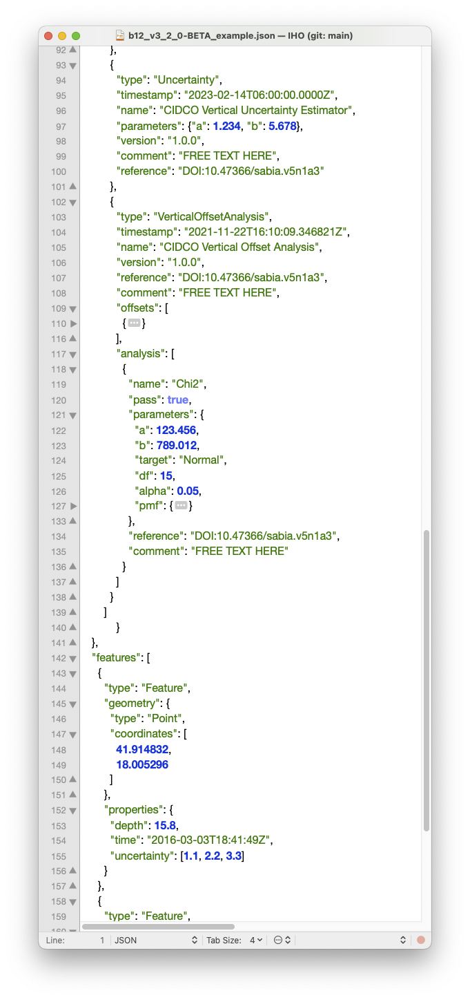 b12_v3_2_0-BETA_example.json — IHO (git: main)
92 },
93 {
94 "type": "Uncertainty",
95 "timestamp": "2023-02-14T06:00:00.0000Z",
96 "name": "CIDCO Vertical Uncertainty Estimator",
97 "parameters": {"a": 1.234, "b": 5.678},
98 "version": "1.0.0",
99 "comment": "FREE TEXT HERE",
100 "reference": "DOI:10.47366/sabia.v5n1a3"
101 },
102 {
103 "type": "VerticalOffsetAnalysis",
104 "timestamp": "2021-11-22T16:10:09.346821Z",
105 "name": "CIDCO Vertical Offset Analysis",
106 "version": "1.0.0",
107 "reference": "DOI:10.47366/sabia.v5n1a3",
108 "comment": "FREE TEXT HERE",
109 "offsets": [
110 {•••}
116 ],
117 "analysis": [
118 {
119 "name": "Chi2",
120 "pass": true,
121 "parameters": {
122 "a": 123.456,
123 "b": 789.012,
124 "target": "Normal",
125 "df": 15,
126 "alpha": 0.05,
127 "pmf": {•••}
133 },
134 "reference": "DOI:10.47366/sabia.v5n1a3",
135 "comment": "FREE TEXT HERE"
136 }
137 ]
138 }
139 ]
140 }
141 },
142 "features": [
143 {
144 "type": "Feature",
145 "geometry": {
146 "type": "Point",
147 "coordinates": [
148 41.914832,
149 18.005296
150 ]
151 },
152 "properties": {
153 "depth": 15.8,
154 "time": "2016-03-03T18:41:49Z",
155 "uncertainty": [1.1, 2.2, 3.3]
156 }
157 },
158 {
159 "type": "Feature",
160
Line: 1 JSON Tab Size: 4